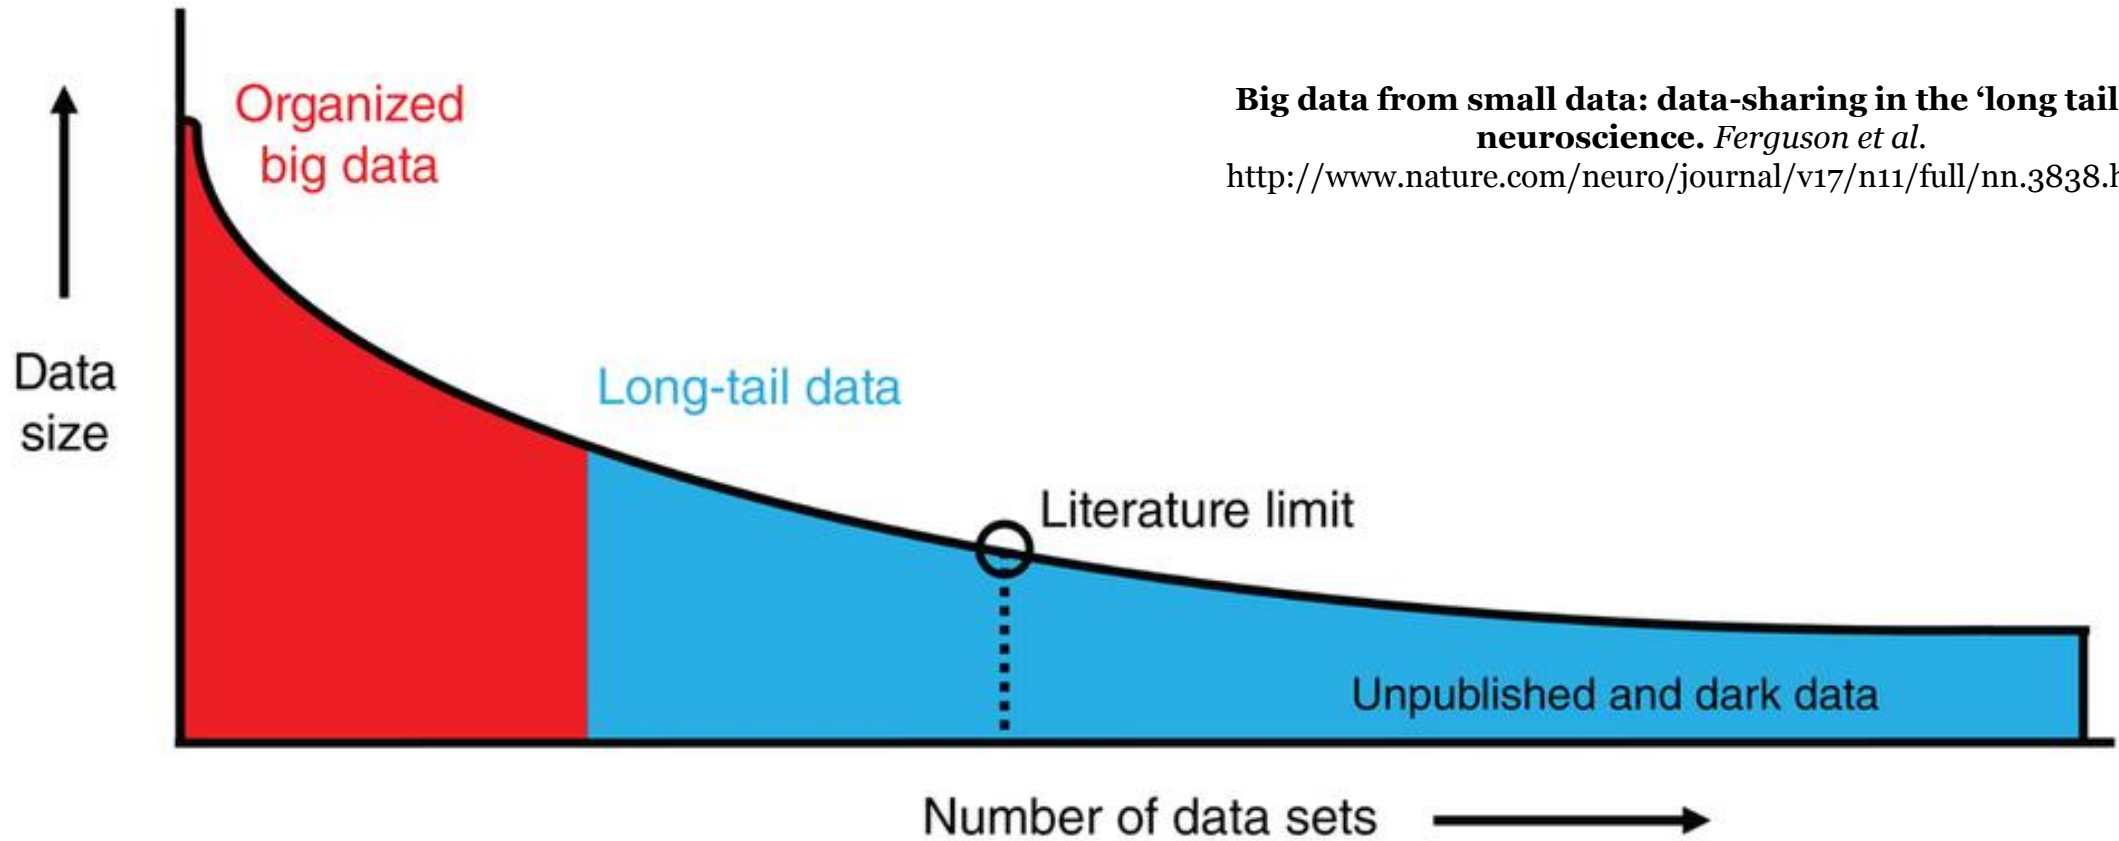 Organized
big data
Big data from small data: data-sharing in the ‘long tail
neuroscience. Ferguson et al.
http://www.nature.com/neuro/journal/v17/n11/full/nn.3838.h
Data
size
Long-tail data
Literature limit
Unpublished and dark data
Number of data sets